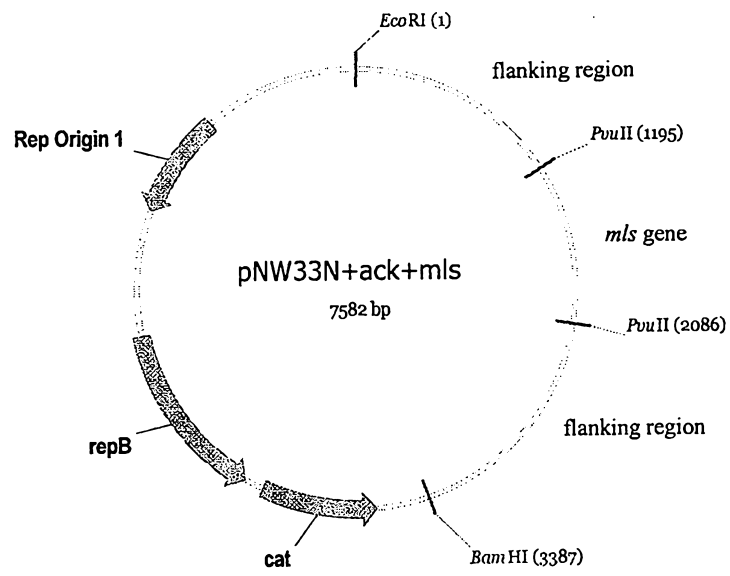 EcoRI (1)
flanking region
Rep Origin 1
PvuII (1195)
mls gene
pNW33N+ack+mls
7582 bp
PvuII (2086)
flanking region
repB
cat
BamHI (3387)